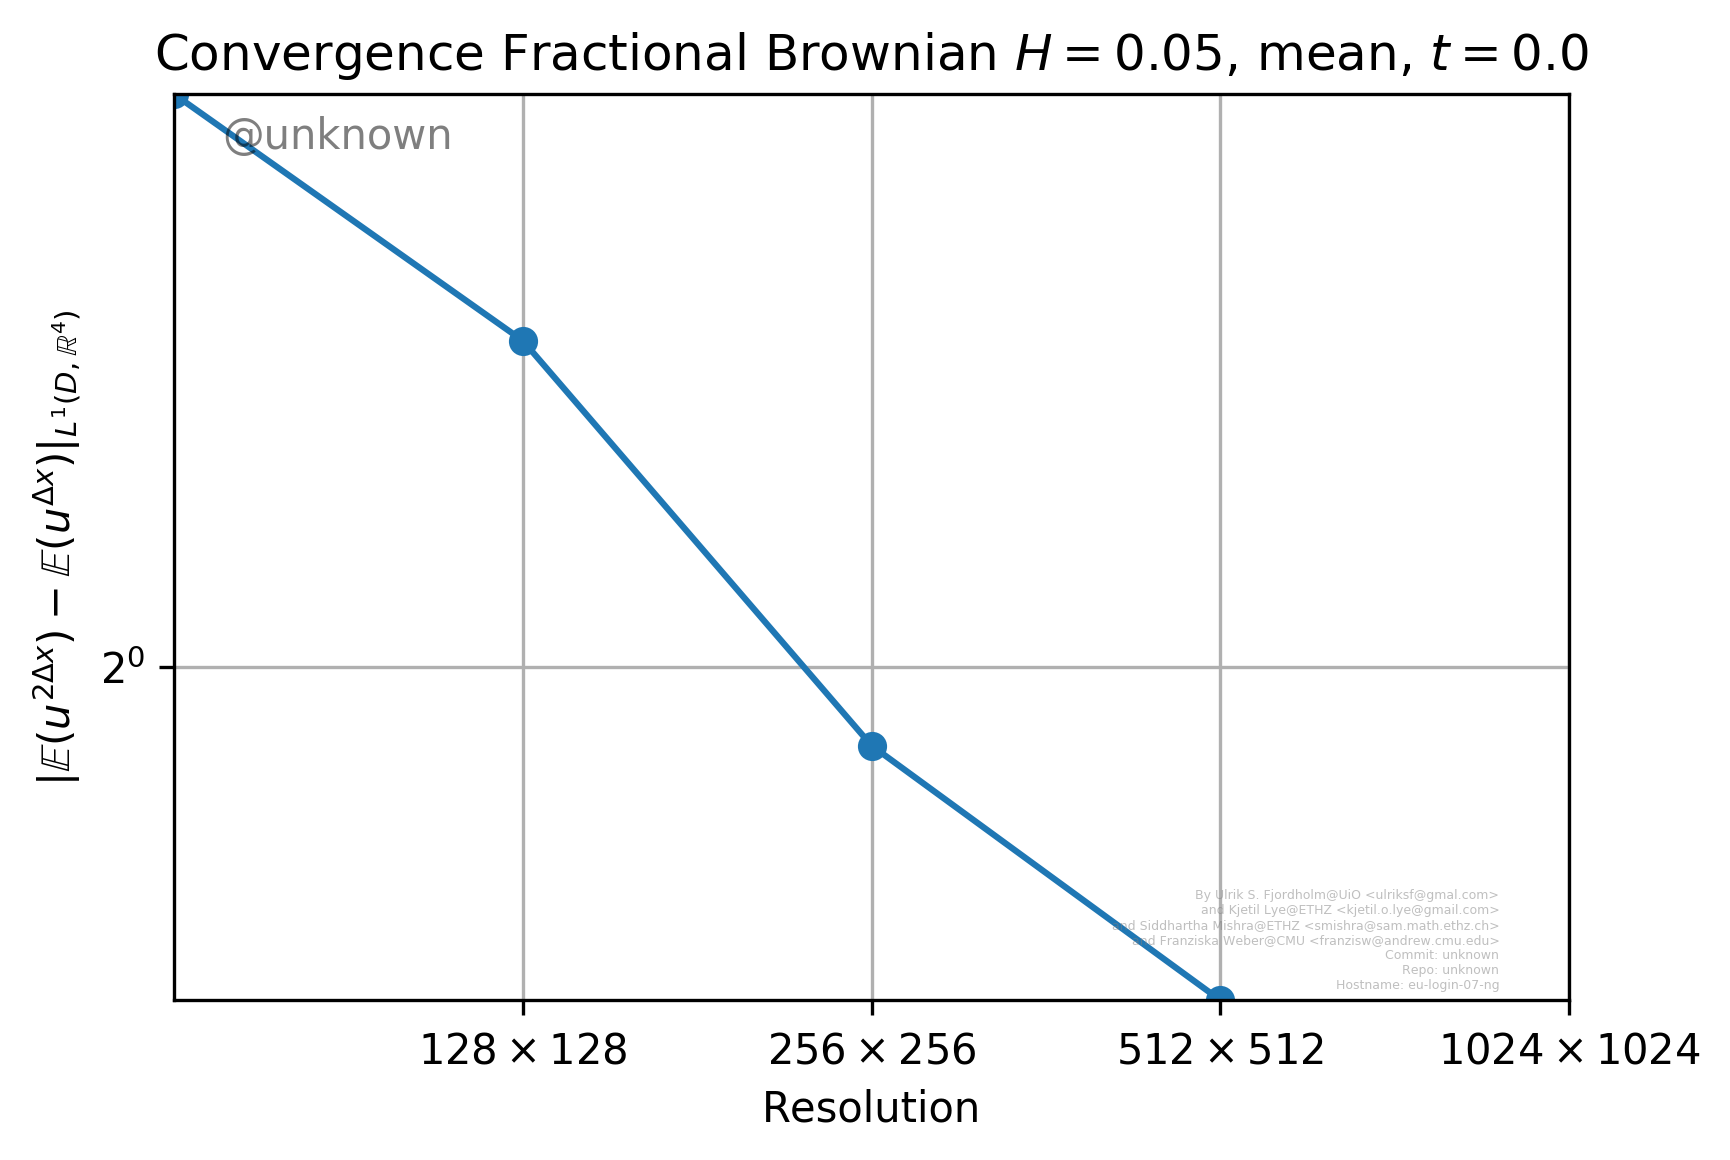 Convergence Fractional Brownian H = 0.05, mean, t = 0.0
@unknown
|𝔼(u^{2Δx}) − 𝔼(u^{Δx})|_{L^1(D, ℝ^4)}
2^0
By Ulrik S. Fjordholm@UiO <ulriksf@gmal.com>
and Kjetil Lye@ETHZ <kjetil.o.lye@gmail.com>
and Siddhartha Mishra@ETHZ <smishra@sam.math.ethz.ch>
and Franziska Weber@CMU <franzisw@andrew.cmu.edu>
Commit: unknown
Repo: unknown
Hostname: eu-login-07-ng
128 × 128 256 × 256 512 × 512 1024 × 1024
Resolution